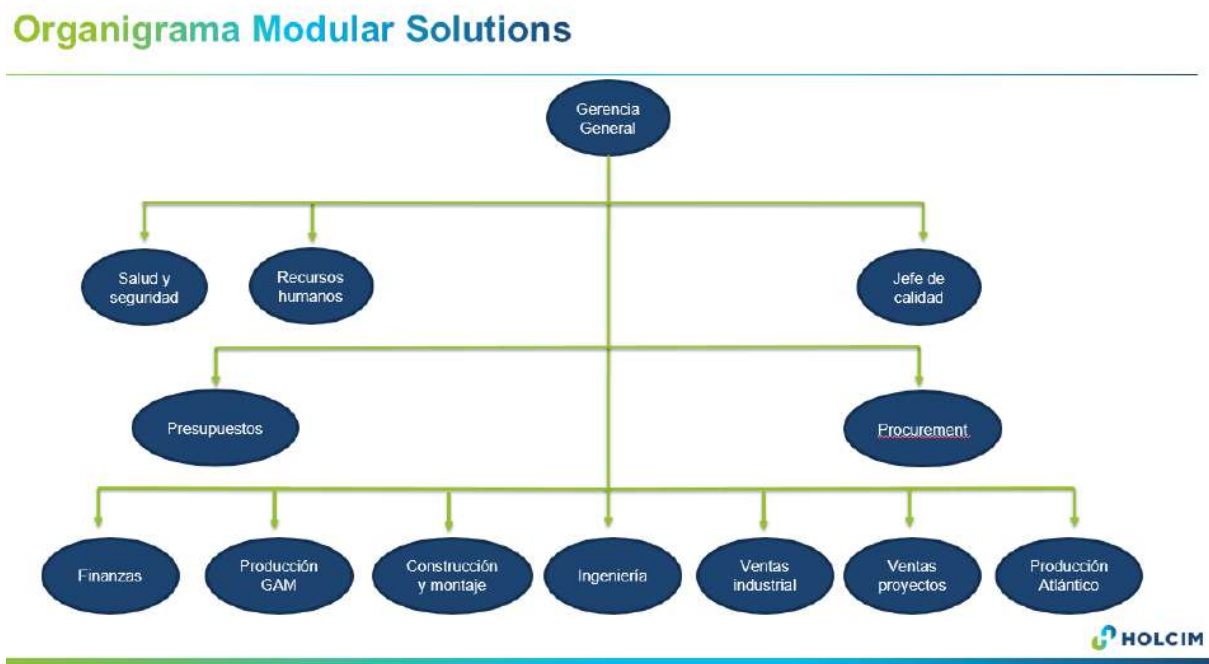 Organigrama Modular Solutions
Gerencia
General
Salud y
seguridad
Recursos
humanos
Jefe de
calidad
Presupuestos
Procurement
Finanzas
Producción
GAM
Construcción
y montaje
Ingeniería
Ventas
industrial
Ventas
proyectos
Producción
Atlántico
HOLCIM